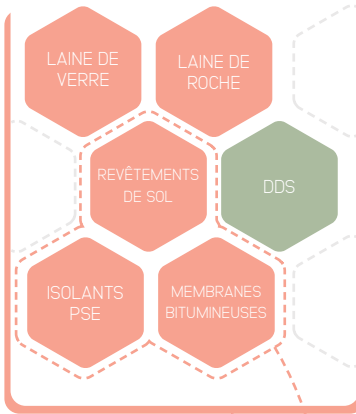 LAINE DE
VERRE
LAINE DE
ROCHE
REVÊTEMENTS
DE SOL
DDS
ISOLANTS
PSE
MEMBRANES
BITUMINEUSES